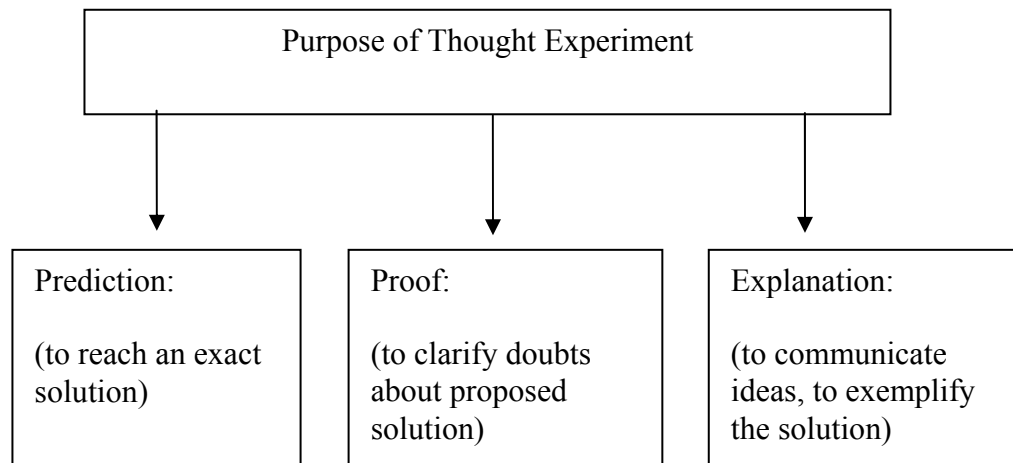 Purpose of Thought Experiment
Prediction:
(to reach an exact
solution)
Proof:
(to clarify doubts
about proposed
solution)
Explanation:
(to communicate
ideas, to exemplify
the solution)